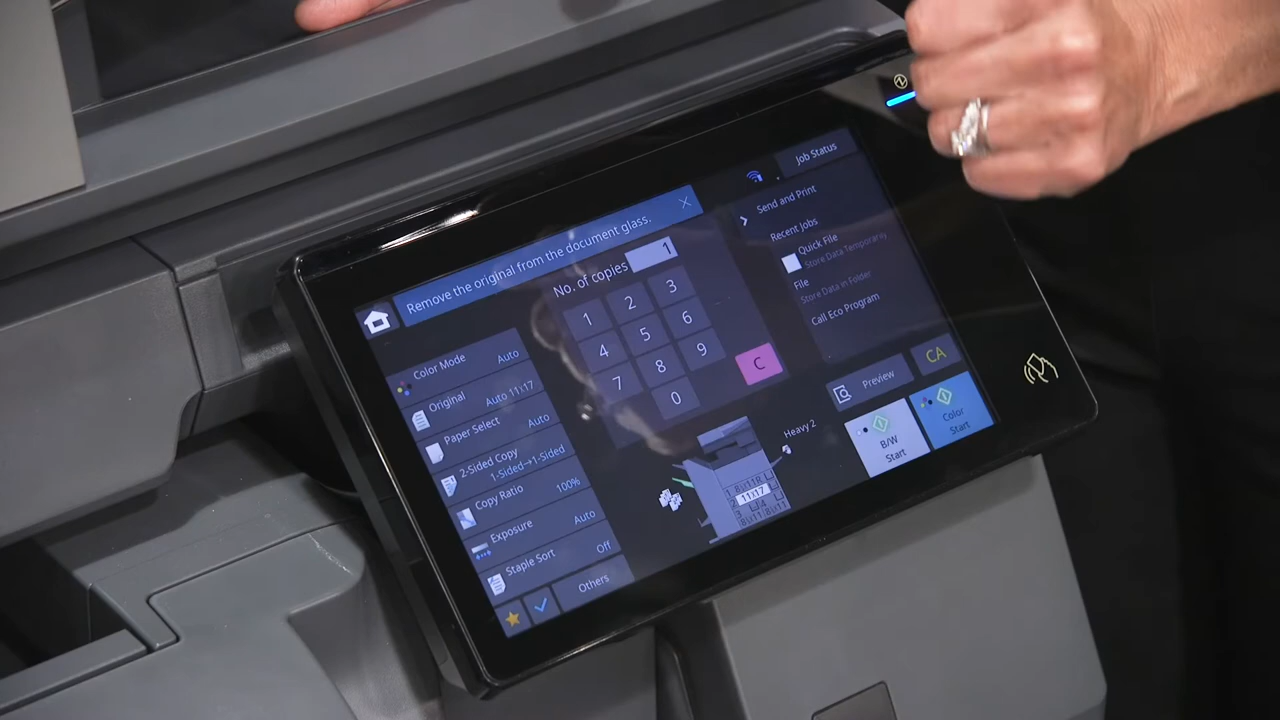 Job Status
Remove the original from the document glass.
Send and Print
Recent Jobs
Quick File
Store Data Temporarily
File
Store Data in Folder
Call Eco Program
No. of copies
1
1 2 3
4 5 6
7 8 9
0
C
Color Mode
Auto
Original
Auto 11x17
Paper Select
Auto
2-Sided Copy
1-Sided→1-Sided
Copy Ratio
100%
Exposure
Auto
Staple Sort
Off
Others
Heavy 2
11x17
Preview
CA
B/W
Start
Color
Start